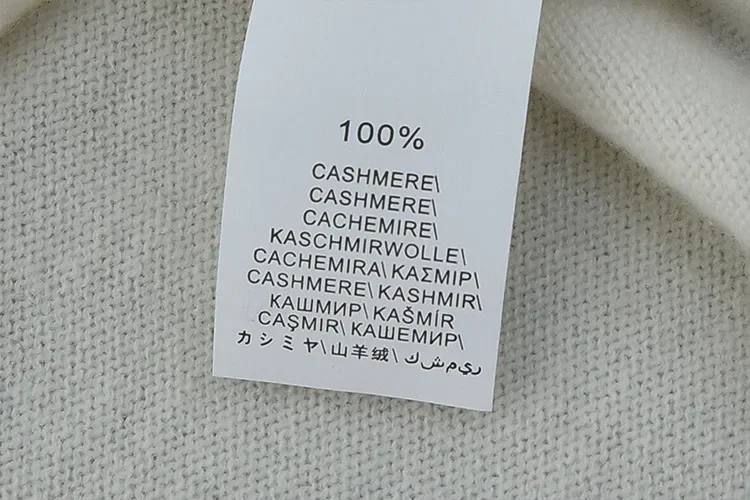 100%
CASHMERE\
CASHMERE\
CACHEMIRE\
KASCHMIRWOLLE\
CACHEMIRA\ ΚΑΣΜΙΡ\
CASHMERE\ KASHMIR\
КАШМИР\ KAŠMÍR
CAŞMIR\ КАШЕМИР\
カシミヤ\山羊绒\ ر ي م ش ك